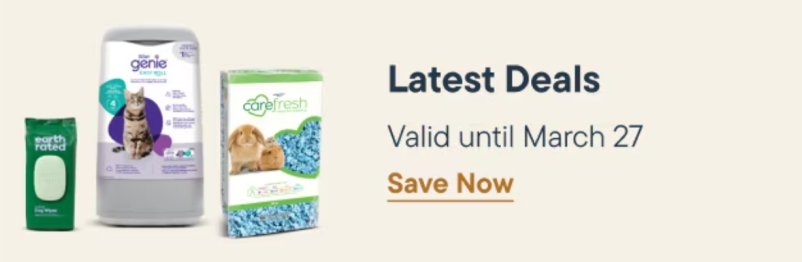 earth
rated
genie
carefresh
Latest Deals
Valid until March 27
Save Now